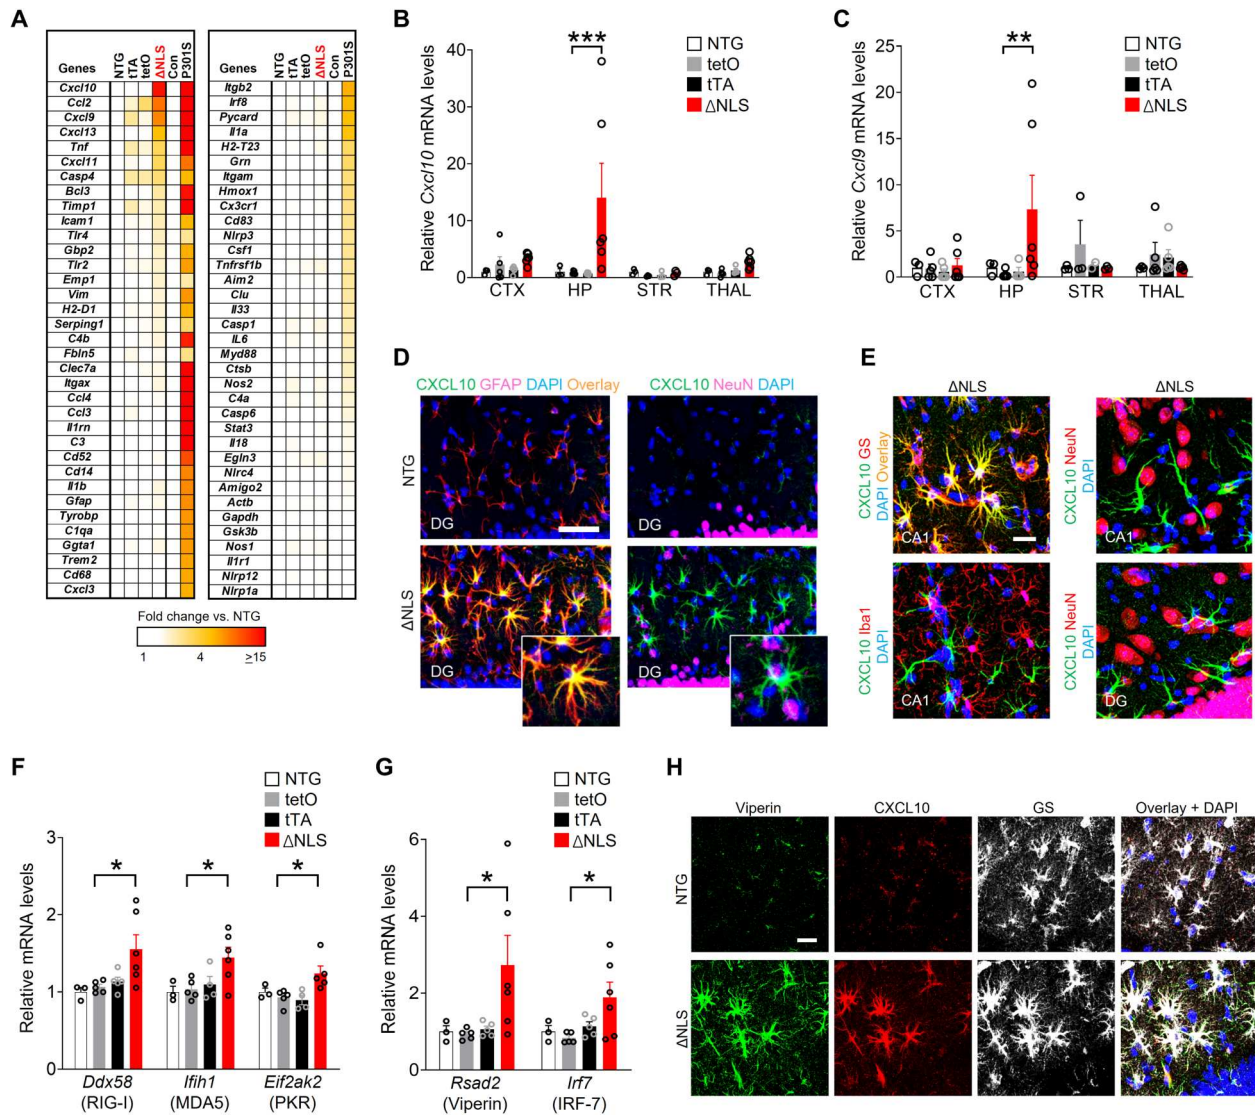 A
Genes NTG tTA tetO ΔNLS Con P301S
Cxcl10
Ccl2
Cxcl9
Cxcl13
Tnf
Cxcl11
Casp4
Bcl3
Timp1
Icam1
Tlr4
Gbp2
Tlr2
Emp1
Vim
H2-D1
Serping1
C4b
Fbln5
Clec7a
Itgax
Ccl4
Ccl3
Il1rn
C3
Cd52
Cd14
Il1b
Gfap
Tyrobp
C1qa
Ggta1
Trem2
Cd68
Cxcl3
Genes NTG tTA tetO ΔNLS Con P301S
Itgb2
Irf8
Pycard
Il1a
H2-T23
Grn
Itgam
Hmox1
Cx3cr1
Cd83
Nlrp3
Csf1
Tnfrsf1b
Aim2
Clu
Il33
Casp1
IL6
Myd88
Ctsb
Nos2
C4a
Casp6
Stat3
Il18
Egln3
Nlrc4
Amigo2
Actb
Gapdh
Gsk3b
Nos1
Il1r1
Nlrp12
Nlrp1a
Fold change vs. NTG
1 4 ≥15
B
Relative Cxcl10 mRNA levels
40
30
20
10
0
***
NTG
tetO
tTA
ΔNLS
CTX HP STR THAL
C
Relative Cxcl9 mRNA levels
25
20
15
10
5
0
**
NTG
tetO
tTA
ΔNLS
CTX HP STR THAL
D
CXCL10 GFAP DAPI Overlay
CXCL10 NeuN DAPI
NTG
DG
ΔNLS
DG
DG
E
ΔNLS
ΔNLS
CXCL10 GS
DAPI Overlay
CA1
CXCL10 NeuN
DAPI
CA1
CXCL10 Iba1
DAPI
CA1
CXCL10 NeuN
DAPI
DG
F
NTG
tetO
tTA
ΔNLS
Relative mRNA levels
3
2
1
0
* * *
Ddx58 Ifih1 Eif2ak2
(RIG-I) (MDA5) (PKR)
G
NTG
tetO
tTA
ΔNLS
Relative mRNA levels
6
4
2
0
* *
Rsad2 Irf7
(Viperin) (IRF-7)
H
Viperin CXCL10 GS Overlay + DAPI
NTG
ΔNLS